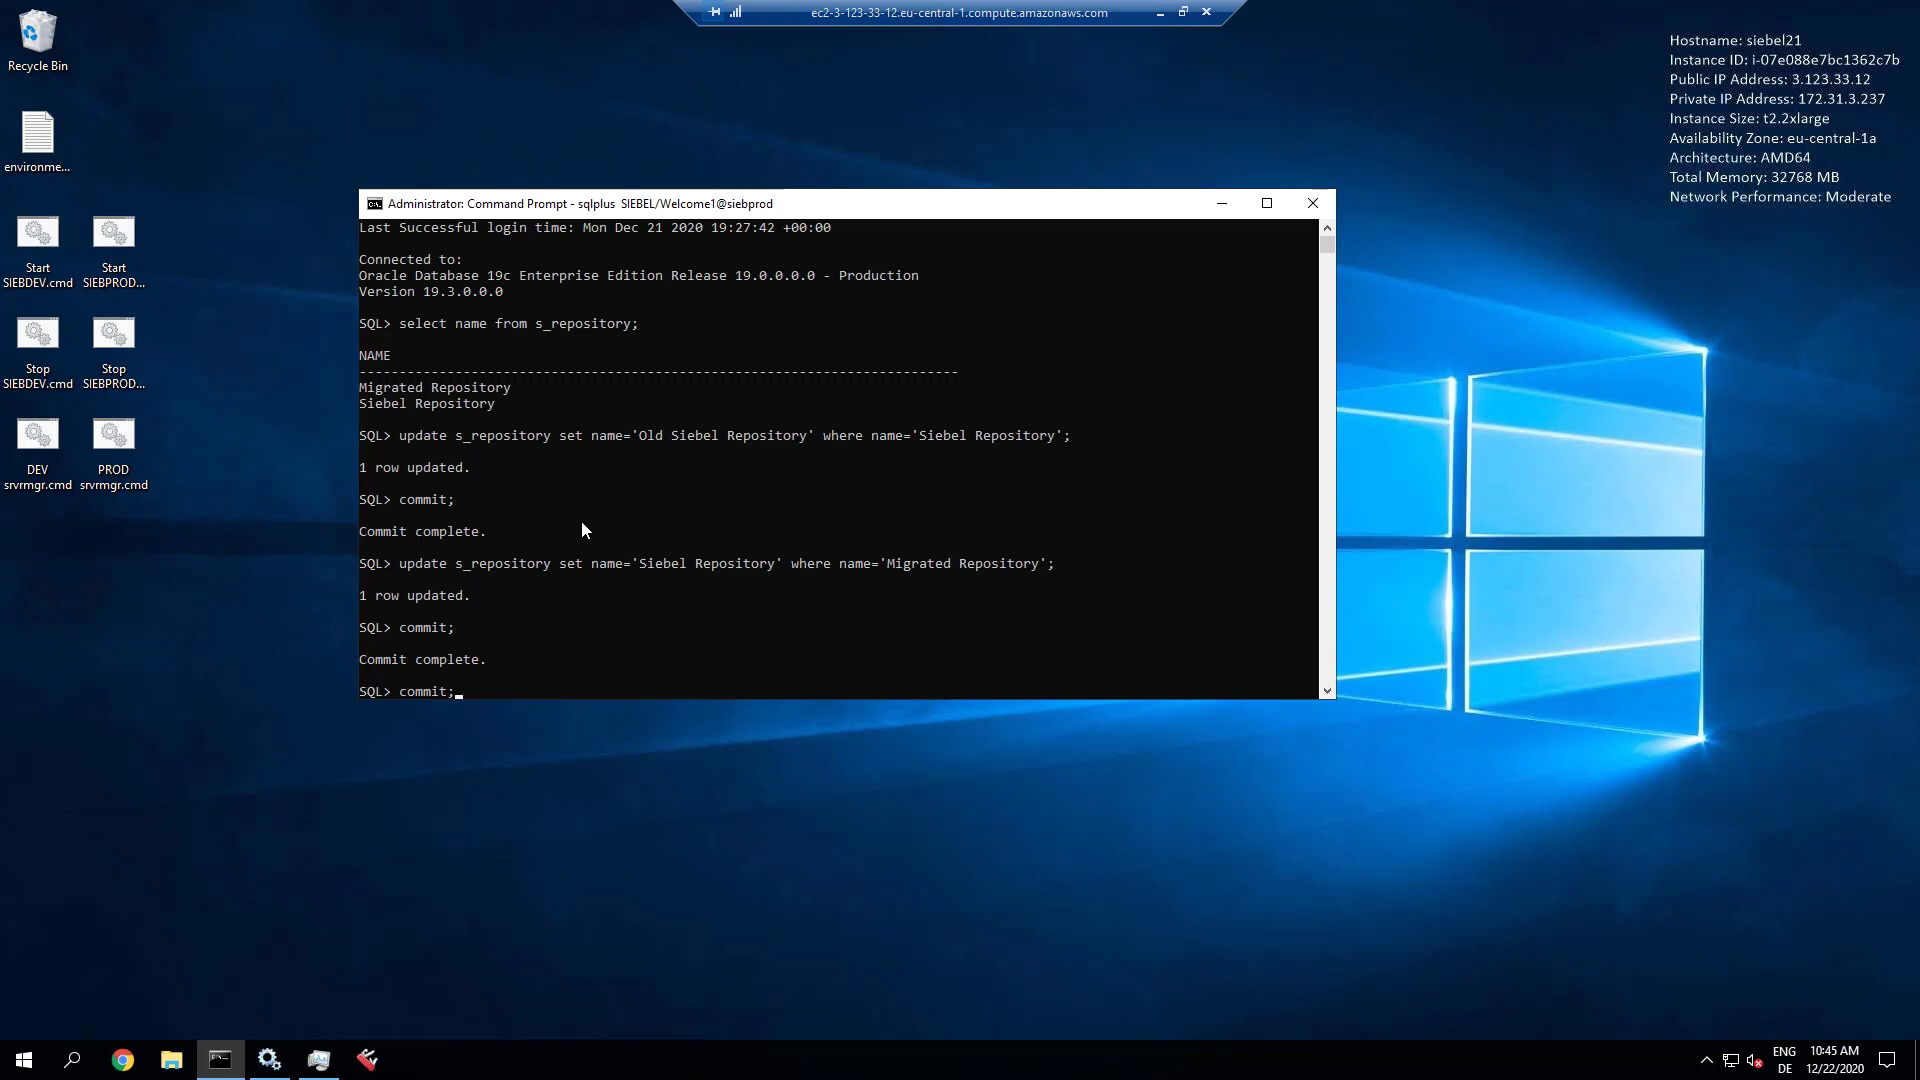 ec2-3-123-33-12.eu-central-1.compute.amazonaws.com
Recycle Bin
environme...
Start SIEBDEV.cmd
Start SIEBPROD...
Stop SIEBDEV.cmd
Stop SIEBPROD...
DEV srvrmgr.cmd
PROD srvrmgr.cmd
Hostname: siebel21
Instance ID: i-07e088e7bc1362c7b
Public IP Address: 3.123.33.12
Private IP Address: 172.31.3.237
Instance Size: t2.2xlarge
Availability Zone: eu-central-1a
Architecture: AMD64
Total Memory: 32768 MB
Network Performance: Moderate
Administrator: Command Prompt - sqlplus  SIEBEL/Welcome1@siebprod
Last Successful login time: Mon Dec 21 2020 19:27:42 +00:00
Connected to:
Oracle Database 19c Enterprise Edition Release 19.0.0.0.0 - Production
Version 19.3.0.0.0
SQL> select name from s_repository;
NAME
---------------------------------------------------------------------------
Migrated Repository
Siebel Repository
SQL> update s_repository set name='Old Siebel Repository' where name='Siebel Repository';
1 row updated.
SQL> commit;
Commit complete.
SQL> update s_repository set name='Siebel Repository' where name='Migrated Repository';
1 row updated.
SQL> commit;
Commit complete.
SQL> commit;
ENG
DE
10:45 AM
12/22/2020